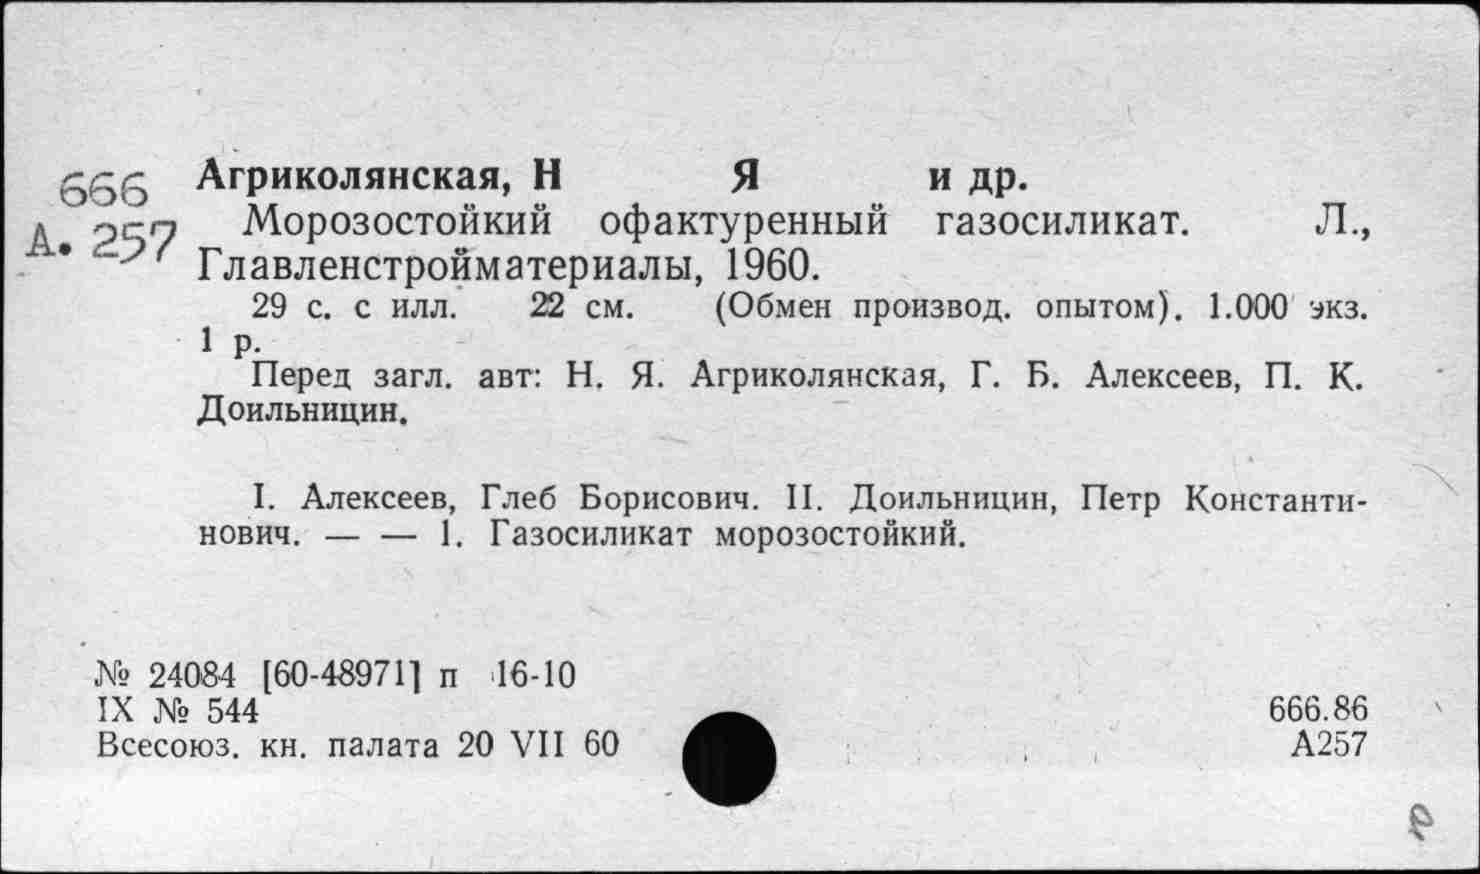 666
А. 257
Агриколянская, Н Я и др.
Морозостойкий офактуренный газосиликат. Л.,
Главленстройматериалы, 1960.
29 с. с илл. 22 см. (Обмен производ. опытом). 1.000 экз.
1 р.
Перед загл. авт: Н. Я. Агриколянская, Г. Б. Алексеев, П. К.
Доильницин.
I. Алексеев, Глеб Борисович. II. Доильницин, Петр Константи-
нович. — — 1. Газосиликат морозостойкий.
№ 24084 [60-48971] п 16-10
IX № 544
Всесоюз. кн. палата 20 VII 60
666.86
А257